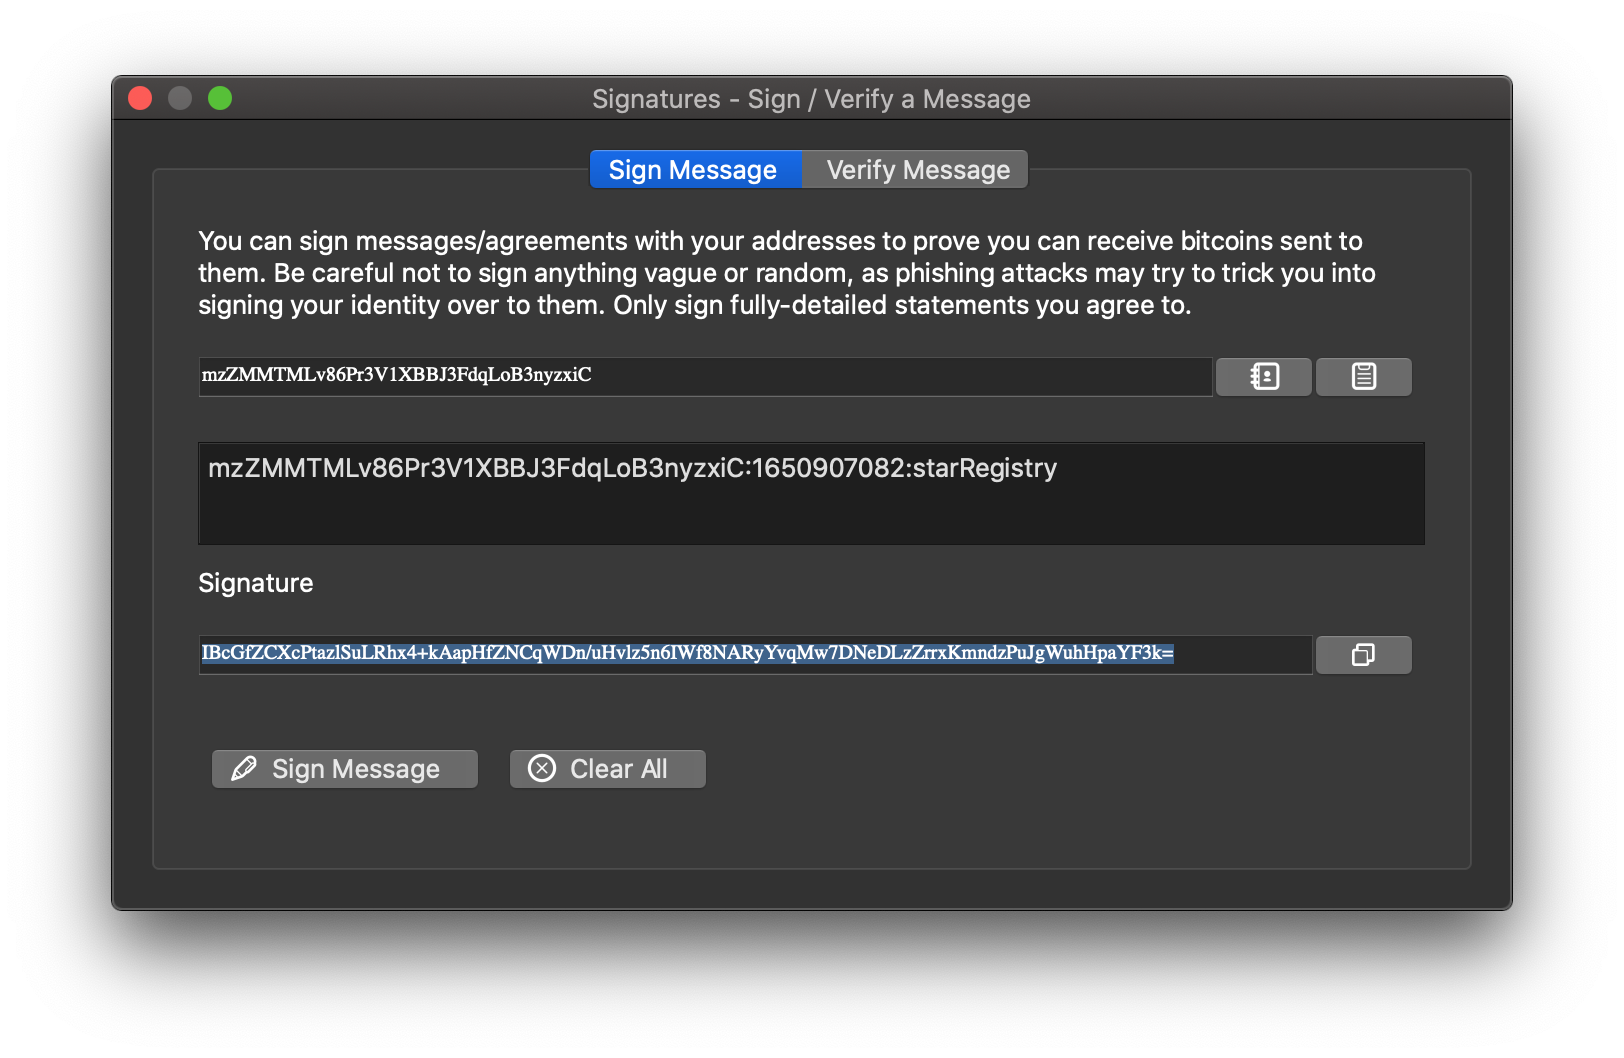 Signatures - Sign / Verify a Message
Sign Message
Verify Message
You can sign messages/agreements with your addresses to prove you can receive bitcoins sent to
them. Be careful not to sign anything vague or random, as phishing attacks may try to trick you into
signing your identity over to them. Only sign fully-detailed statements you agree to.
mzZMMTMLv86Pr3V1XBBJ3FdqLoB3nyzxiC
mzZMMTMLv86Pr3V1XBBJ3FdqLoB3nyzxiC:1650907082:starRegistry
Signature
IBcGfZCXcPtazlSuLRhx4+kAapHfZNCqWDn/uHvlz5n6IWf8NARyYvqMw7DNeDLzZrrxKmndzPuJgWuhHpaYF3k=
Sign Message
Clear All